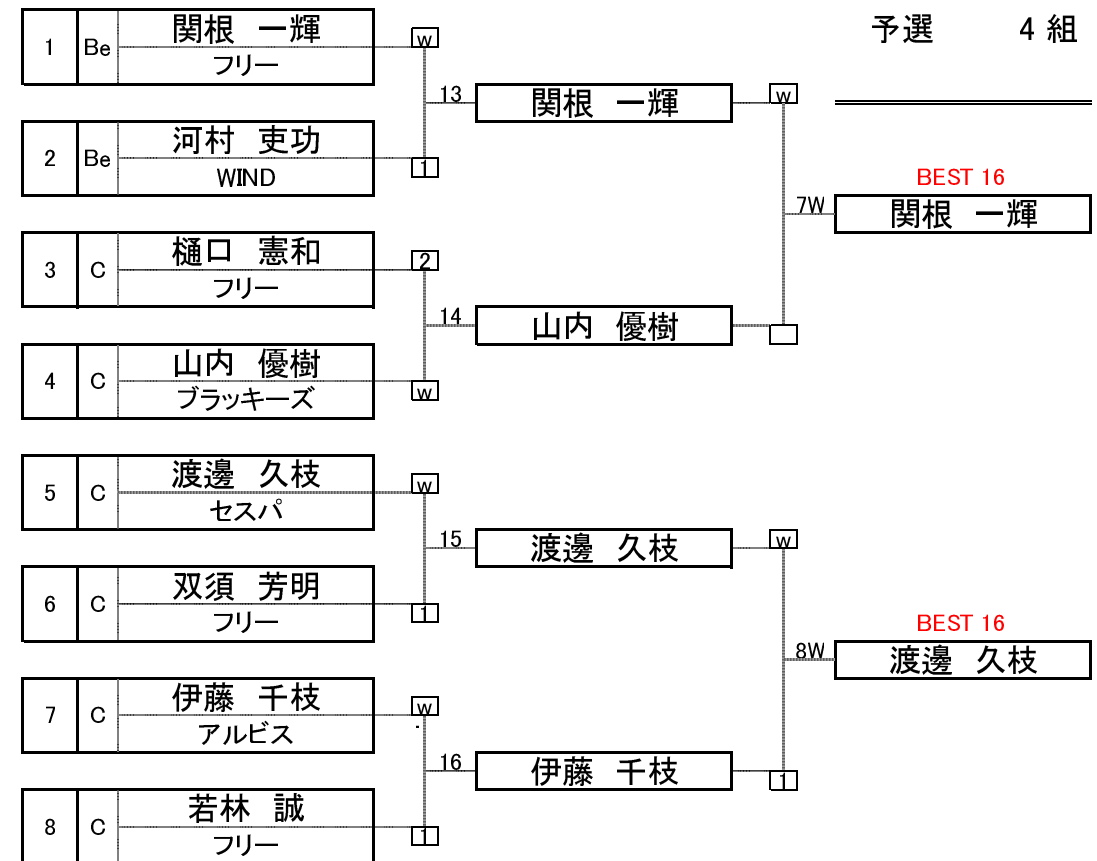 予選 4 組
1 Be 関根 一輝
フリー
w
13 関根 一輝
w
2 Be 河村 吏功
WIND
1
BEST 16
7W 関根 一輝
3 C 樋口 憲和
フリー
2
14 山内 優樹
4 C 山内 優樹
ブラッキーズ
w
5 C 渡邊 久枝
セスパ
w
15 渡邊 久枝
w
6 C 双須 芳明
フリー
1
BEST 16
8W 渡邊 久枝
7 C 伊藤 千枝
アルビス
w
16 伊藤 千枝
1
8 C 若林 誠
フリー
1